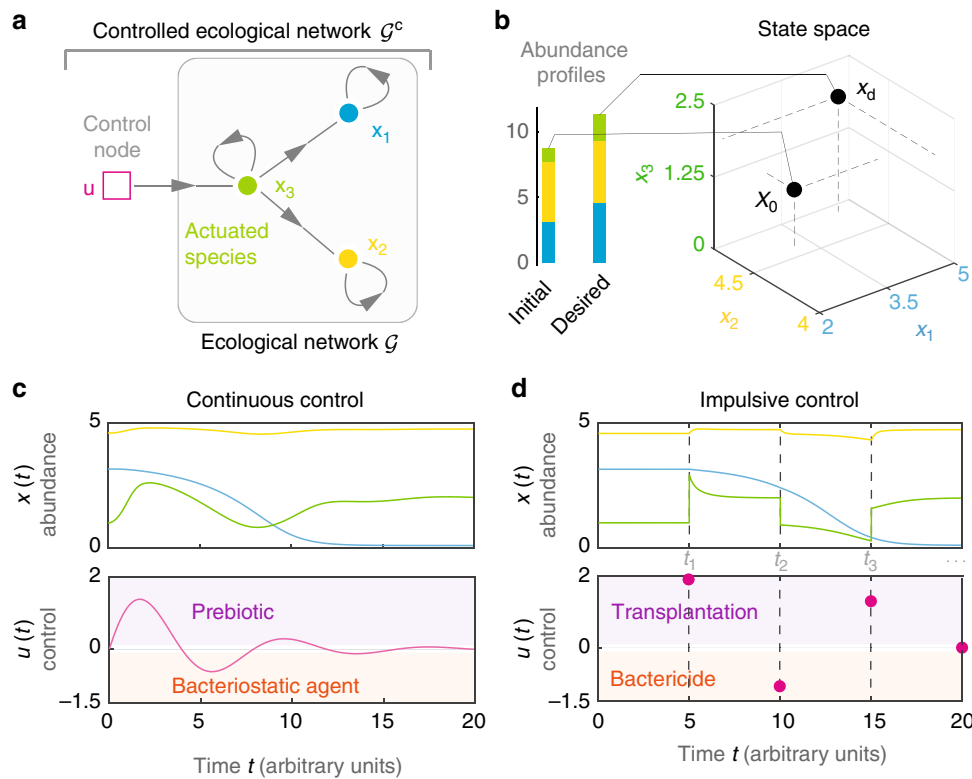 a
Controlled ecological network 𝒢ᶜ
Control
node
u
x₁
x₃
Actuated
species
x₂
Ecological network 𝒢
b
State space
Abundance
profiles
10
5
0
Initial
Desired
2.5
1.25
0
x₃
x_d
X₀
4.5
4
x₂
2
3.5
5
x₁
c
Continuous control
5
0
x (t)
abundance
2
0
−1.5
u (t)
control
Prebiotic
Bacteriostatic agent
0
5
10
15
20
Time t (arbitrary units)
d
Impulsive control
5
0
x (t)
abundance
t₁
t₂
t₃
...
2
0
−1.5
u (t)
control
Transplantation
Bactericide
0
5
10
15
20
Time t (arbitrary units)